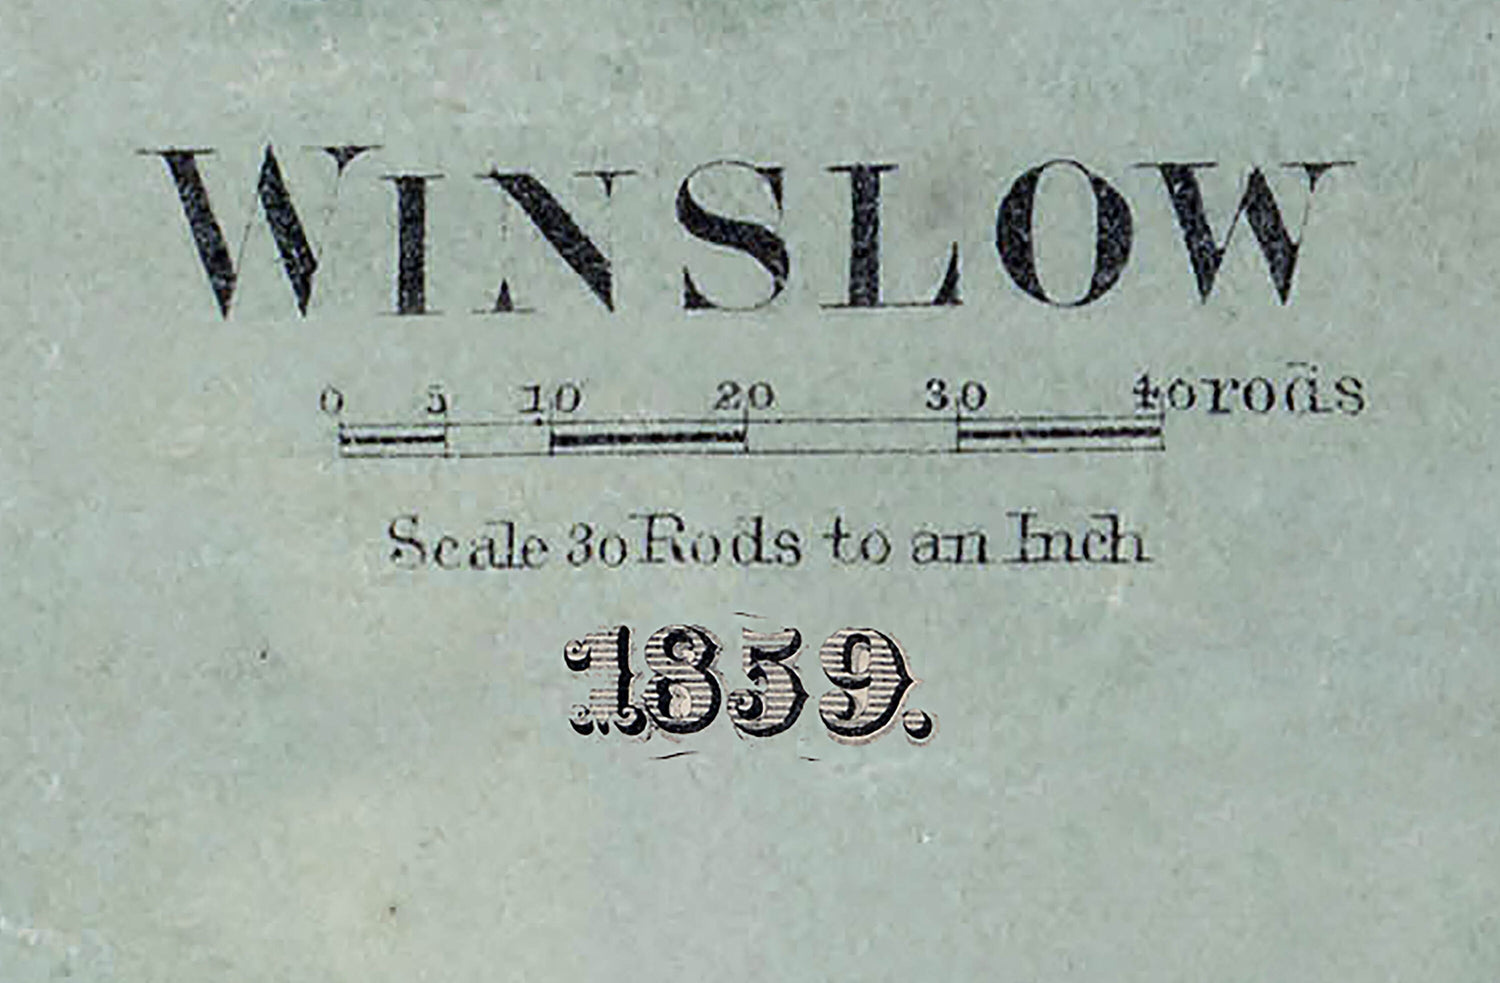 WINSLOW
0 5 10 20 30 40 rods
Scale 30 Rods to an Inch
1859.